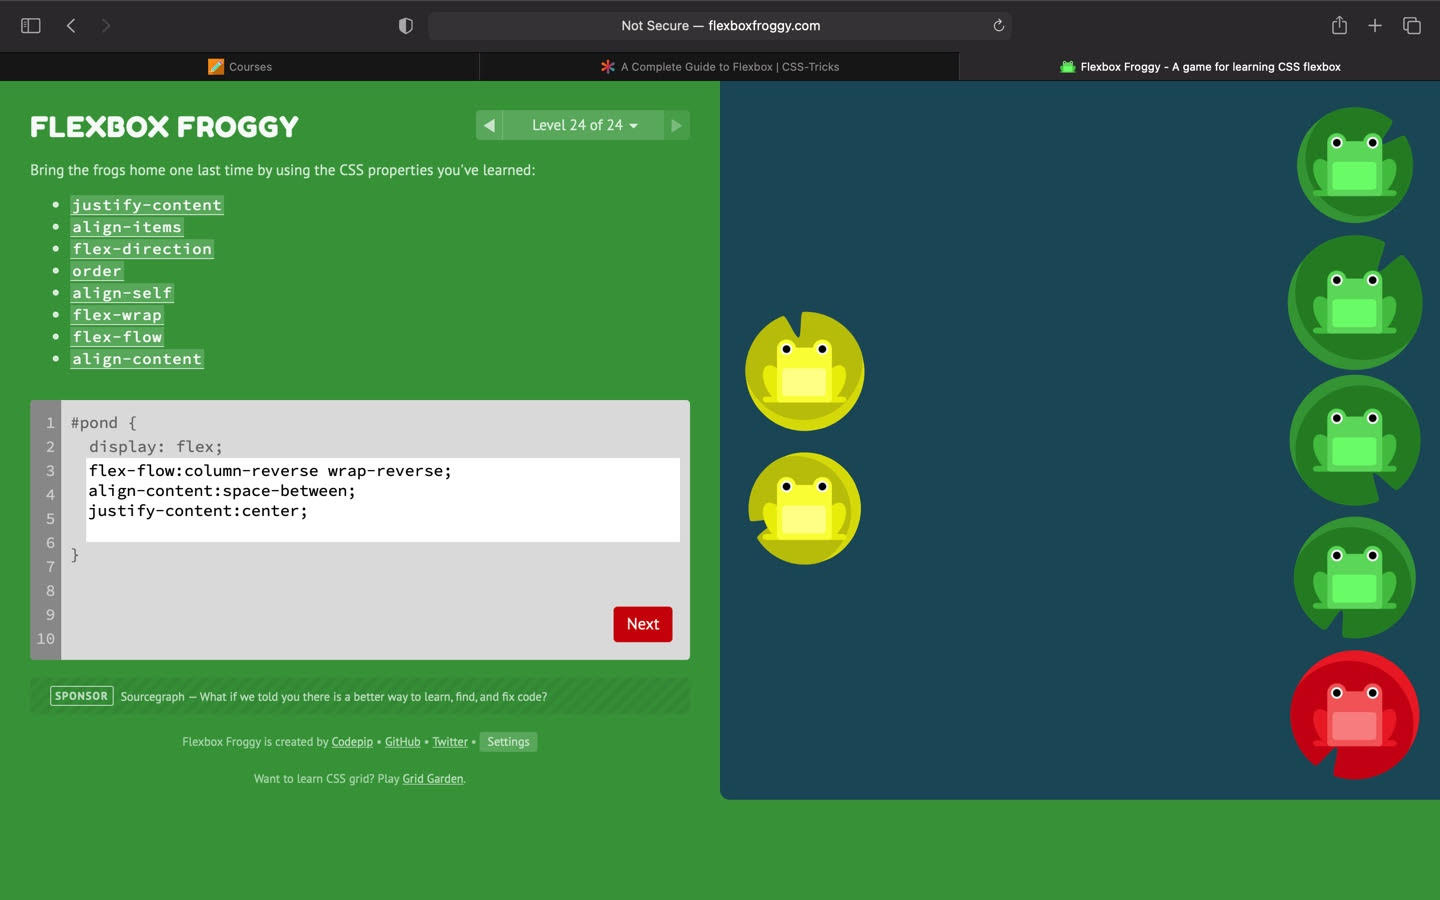 Not Secure — flexboxfroggy.com
Courses
A Complete Guide to Flexbox | CSS-Tricks
Flexbox Froggy - A game for learning CSS flexbox
FLEXBOX FROGGY
Level 24 of 24
Bring the frogs home one last time by using the CSS properties you've learned:
justify-content
align-items
flex-direction
order
align-self
flex-wrap
flex-flow
align-content
1 #pond {
2 display: flex;
3 flex-flow:column-reverse wrap-reverse;
4 align-content:space-between;
5 justify-content:center;
6
7 }
8
9
10
Next
SPONSOR Sourcegraph — What if we told you there is a better way to learn, find, and fix code?
Flexbox Froggy is created by Codepip • GitHub • Twitter • Settings
Want to learn CSS grid? Play Grid Garden.